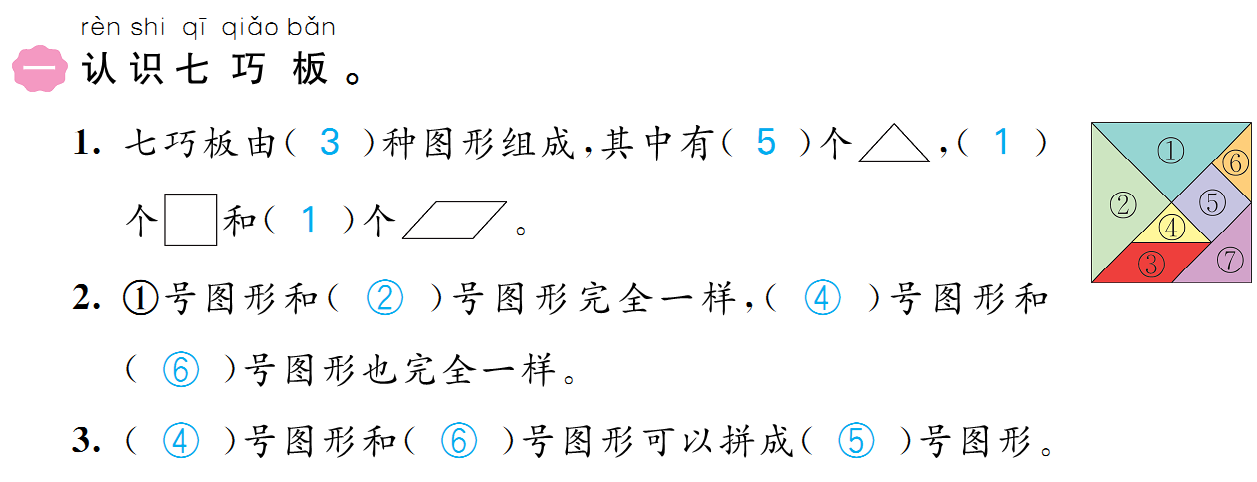 rèn shi qī qiǎo bǎn
一 认识七巧板。
1. 七巧板由( 3 )种图形组成,其中有( 5 )个 ,( 1 )
个 和( 1 )个 。
2. ①号图形和( ② )号图形完全一样,( ④ )号图形和
( ⑥ )号图形也完全一样。
3. ( ④ )号图形和( ⑥ )号图形可以拼成( ⑤ )号图形。
①
⑥
②
⑤
④
③
⑦